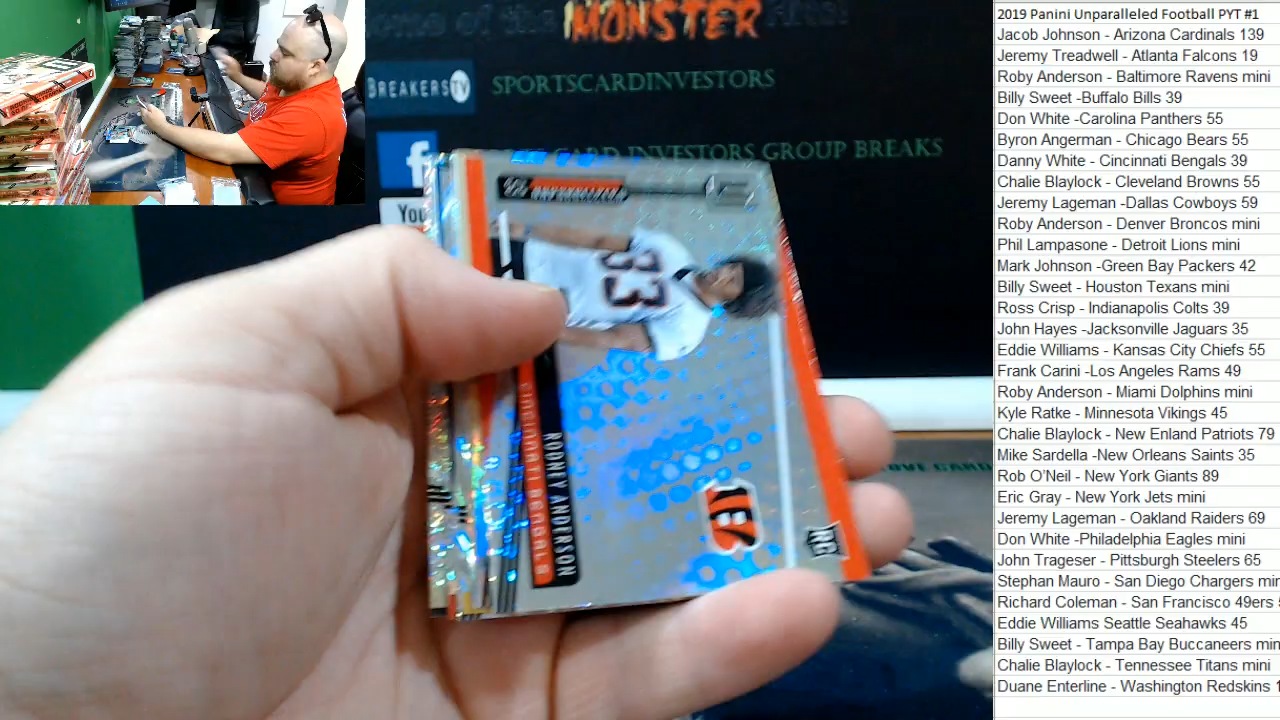 MONSTER
BREAKERSTV
SPORTSCARDINVESTORS
CARD INVESTORS GROUP BREAKS
f
You
UNPARALLELED
33
CINCINNATI BENGALS
RODNEY ANDERSON
RC
2019 Panini Unparalleled Football PYT #1
Jacob Johnson - Arizona Cardinals 139
Jeremy Treadwell - Atlanta Falcons 19
Roby Anderson - Baltimore Ravens mini
Billy Sweet -Buffalo Bills 39
Don White -Carolina Panthers 55
Byron Angerman - Chicago Bears 55
Danny White - Cincinnati Bengals 39
Chalie Blaylock - Cleveland Browns 55
Jeremy Lageman -Dallas Cowboys 59
Roby Anderson - Denver Broncos mini
Phil Lampasone - Detroit Lions mini
Mark Johnson -Green Bay Packers 42
Billy Sweet - Houston Texans mini
Ross Crisp - Indianapolis Colts 39
John Hayes -Jacksonville Jaguars 35
Eddie Williams - Kansas City Chiefs 55
Frank Carini -Los Angeles Rams 49
Roby Anderson - Miami Dolphins mini
Kyle Ratke - Minnesota Vikings 45
Chalie Blaylock - New Enland Patriots 79
Mike Sardella -New Orleans Saints 35
Rob O'Neil - New York Giants 89
Eric Gray - New York Jets mini
Jeremy Lageman - Oakland Raiders 69
Don White -Philadelphia Eagles mini
John Trageser - Pittsburgh Steelers 65
Stephan Mauro - San Diego Chargers min
Richard Coleman - San Francisco 49ers
Eddie Williams Seattle Seahawks 45
Billy Sweet - Tampa Bay Buccaneers min
Chalie Blaylock - Tennessee Titans mini
Duane Enterline - Washington Redskins 1